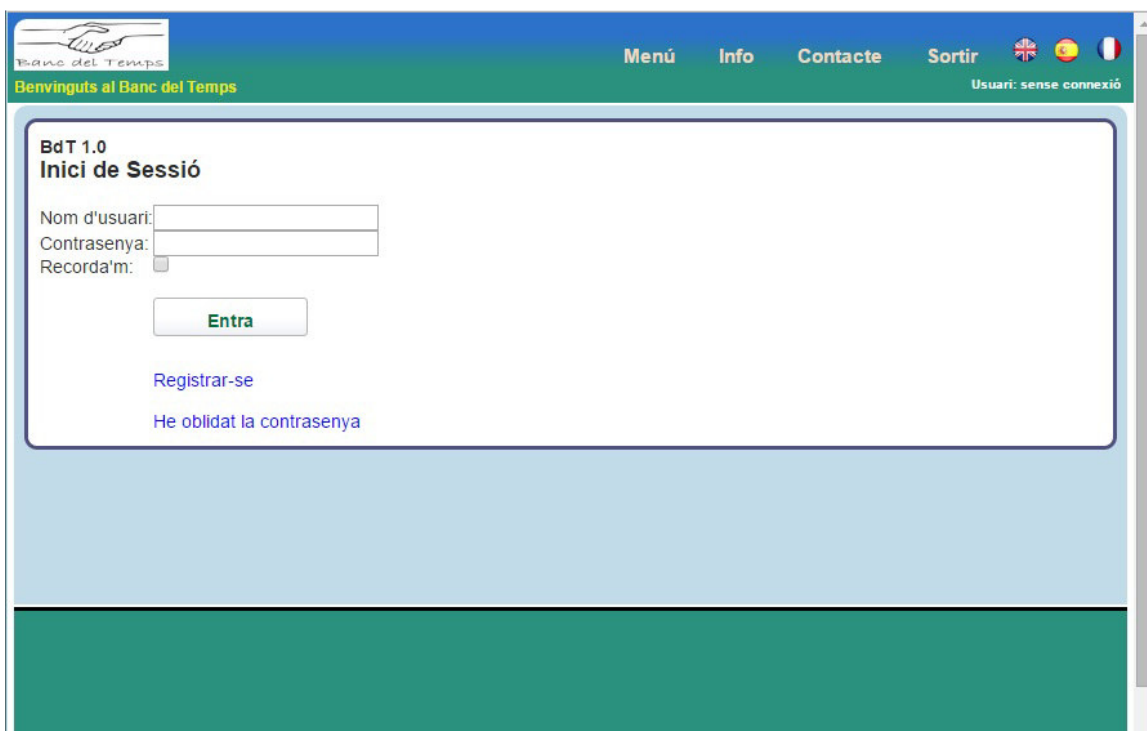 Banc del Temps
Menú Info Contacte Sortir
Benvinguts al Banc del Temps
Usuari: sense connexió
BdT 1.0
Inici de Sessió
Nom d'usuari:
Contrasenya:
Recorda'm:
Entra
Registrar-se
He oblidat la contrasenya